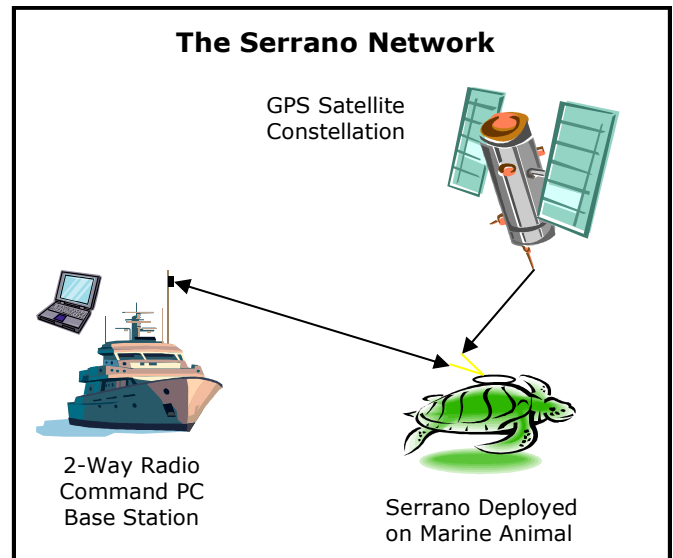 The Serrano Network
GPS Satellite
Constellation
2-Way Radio
Command PC
Base Station
Serrano Deployed
on Marine Animal